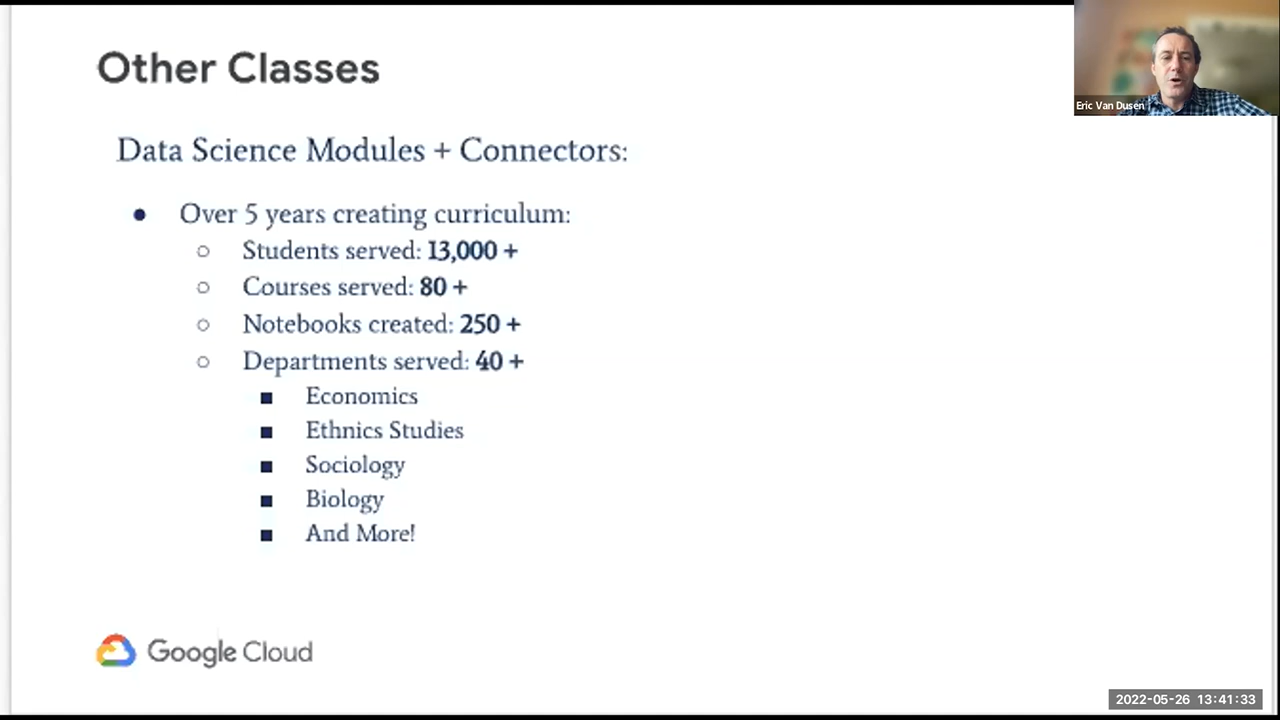 Other Classes
Eric Van Dusen
Data Science Modules + Connectors:
● Over 5 years creating curriculum:
○ Students served: 13,000 +
○ Courses served: 80 +
○ Notebooks created: 250 +
○ Departments served: 40 +
■ Economics
■ Ethnics Studies
■ Sociology
■ Biology
■ And More!
Google Cloud
2022-05-26 13:41:33